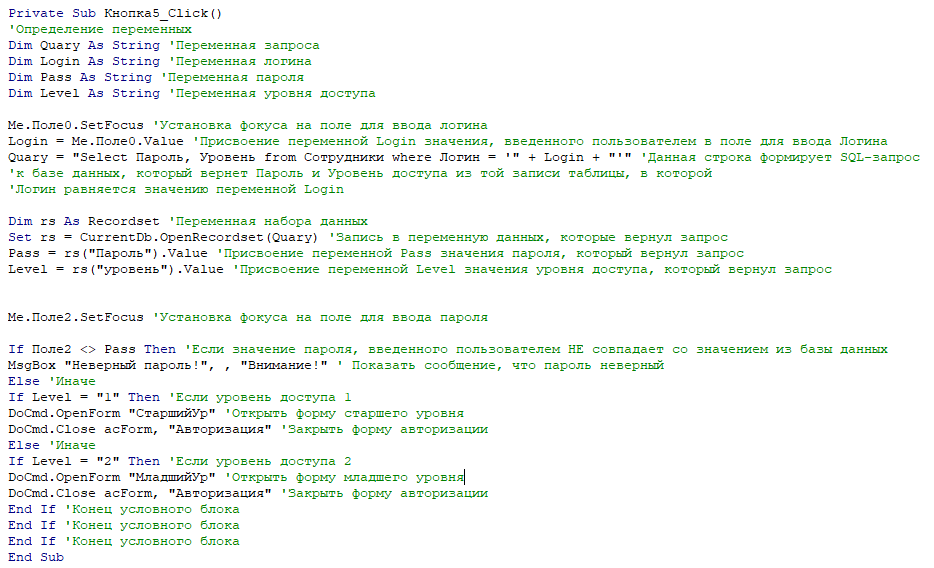 Private Sub Кнопка5_Click()
'Определение переменных
Dim Quary As String 'Переменная запроса
Dim Login As String 'Переменная логина
Dim Pass As String 'Переменная пароля
Dim Level As String 'Переменная уровня доступа
Me.Поле0.SetFocus 'Установка фокуса на поле для ввода логина
Login = Me.Поле0.Value 'Присвоение переменной Login значения, введенного пользователем в поле для ввода Логина
Quary = "Select Пароль, Уровень from Сотрудники where Логин = '" + Login + "'" 'Данная строка формирует SQL-запрос
'к базе данных, который вернет Пароль и Уровень доступа из той записи таблицы, в которой
'Логин равняется значению переменной Login
Dim rs As Recordset 'Переменная набора данных
Set rs = CurrentDb.OpenRecordset(Quary) 'Запись в переменную данных, которые вернул запрос
Pass = rs("Пароль").Value 'Присвоение переменной Pass значения пароля, который вернул запрос
Level = rs("уровень").Value 'Присвоение переменной Level значения уровня доступа, который вернул запрос
Me.Поле2.SetFocus 'Установка фокуса на поле для ввода пароля
If Поле2 <> Pass Then 'Если значение пароля, введенного пользователем НЕ совпадает со значением из базы данных
MsgBox "Неверный пароль!", , "Внимание!" ' Показать сообщение, что пароль неверный
Else 'Иначе
If Level = "1" Then 'Если уровень доступа 1
DoCmd.OpenForm "СтаршийУр" 'Открыть форму старшего уровня
DoCmd.Close acForm, "Авторизация" 'Закрыть форму авторизации
Else 'Иначе
If Level = "2" Then 'Если уровень доступа 2
DoCmd.OpenForm "МладшийУр" 'Открыть форму младшего уровня
DoCmd.Close acForm, "Авторизация" 'Закрыть форму авторизации
End If 'Конец условного блока
End If 'Конец условного блока
End If 'Конец условного блока
End Sub